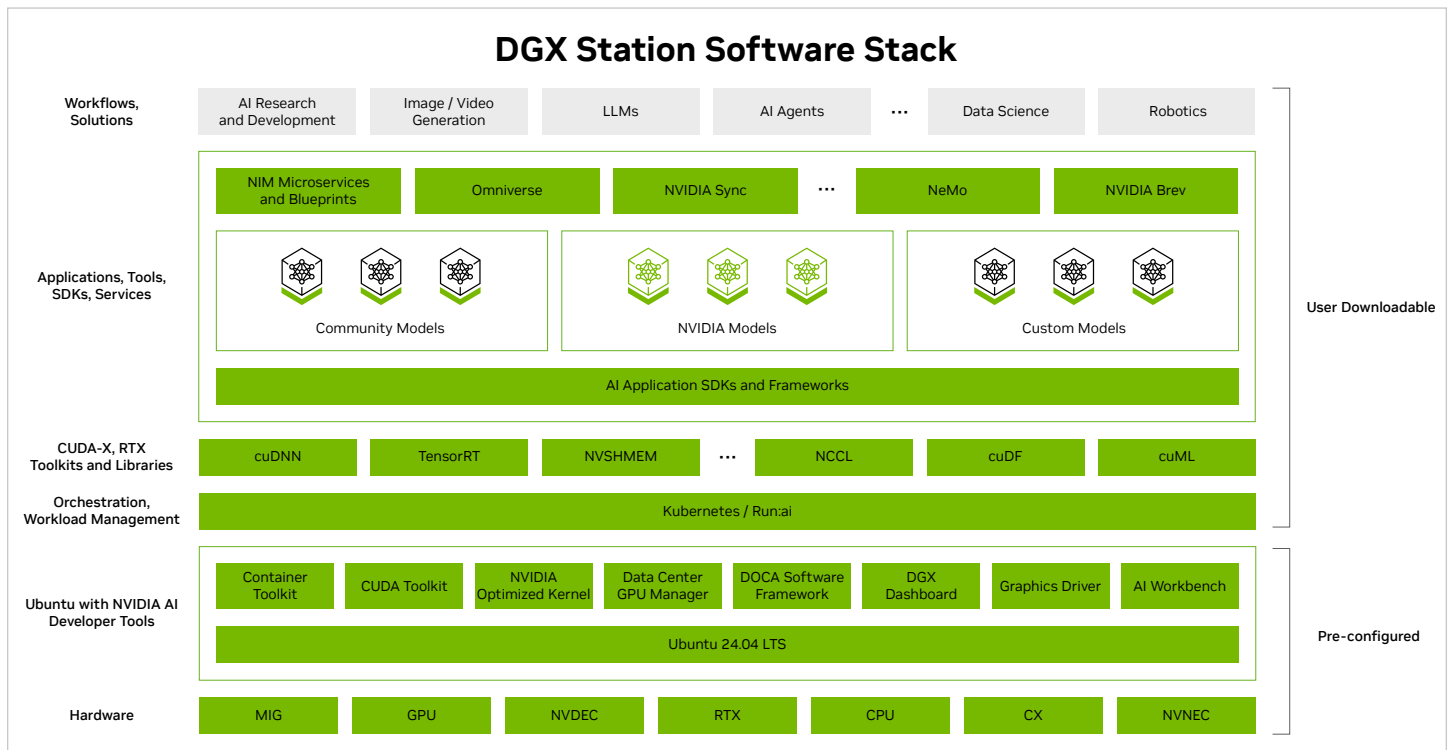 DGX Station Software Stack
Workflows,
Solutions
AI Research
and Development
Image / Video
Generation
LLMs
AI Agents
...
Data Science
Robotics
NIM Microservices
and Blueprints
Omniverse
NVIDIA Sync
...
NeMo
NVIDIA Brev
Applications, Tools,
SDKs, Services
Community Models
NVIDIA Models
Custom Models
AI Application SDKs and Frameworks
User Downloadable
CUDA-X, RTX
Toolkits and Libraries
cuDNN
TensorRT
NVSHMEM
...
NCCL
cuDF
cuML
Orchestration,
Workload Management
Kubernetes / Run:ai
Ubuntu with NVIDIA AI
Developer Tools
Container
Toolkit
CUDA Toolkit
NVIDIA
Optimized Kernel
Data Center
GPU Manager
DOCA Software
Framework
DGX
Dashboard
Graphics Driver
AI Workbench
Ubuntu 24.04 LTS
Pre-configured
Hardware
MIG
GPU
NVDEC
RTX
CPU
CX
NVNEC